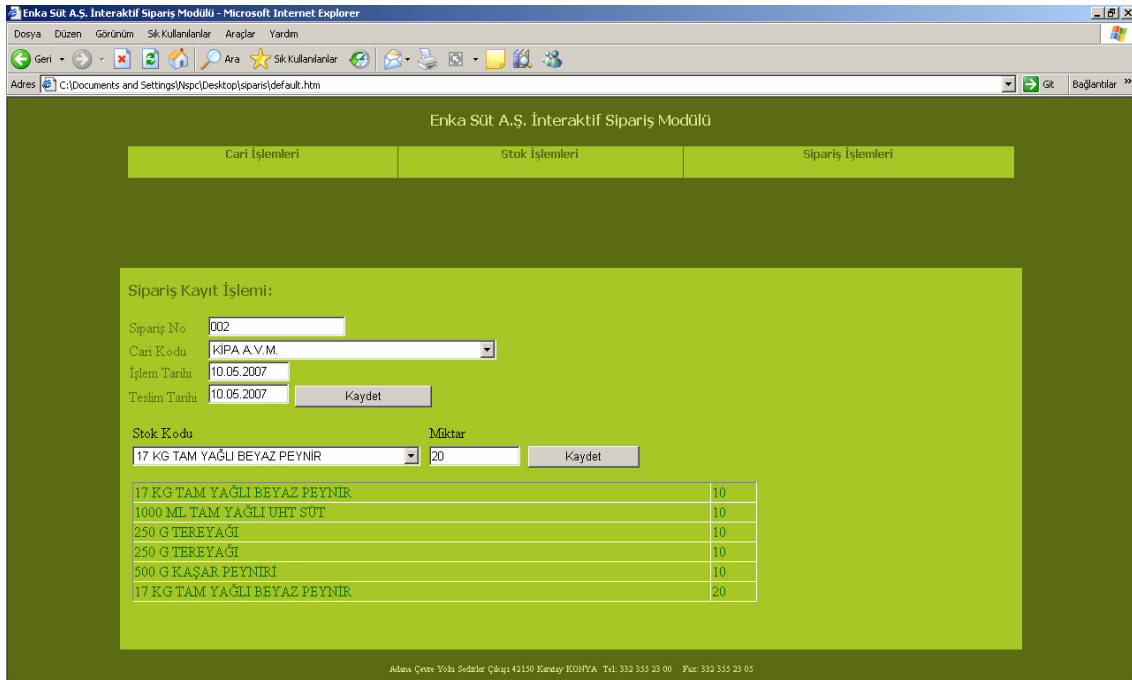 Enka Süt A.Ş. İnteraktif Sipariş Modülü - Microsoft Internet Explorer
Dosya Düzen Görünüm Sık Kullanılanlar Araçlar Yardım
Geri Ara Sık Kullanılanlar
Adres C:\Documents and Settings\Nspc\Desktop\siparis\default.htm Git Bağlantılar »
Enka Süt A.Ş. İnteraktif Sipariş Modülü
Cari İşlemleri Stok İşlemleri Sipariş İşlemleri
Sipariş Kayıt İşlemi:
Sipariş No 002
Cari Kodu KİPA A.V.M.
İşlem Tarihi 10.05.2007
Teslim Tarihi 10.05.2007 Kaydet
Stok Kodu Miktar
17 KG TAM YAĞLI BEYAZ PEYNİR 20 Kaydet
17 KG TAM YAĞLI BEYAZ PEYNİR 10
1000 ML TAM YAĞLI UHT SÜT 10
250 G TEREYAĞI 10
250 G TEREYAĞI 10
500 G KAŞAR PEYNİRİ 10
17 KG TAM YAĞLI BEYAZ PEYNİR 20
Adana Çevre Yolu Sedirler Çıkışı 42150 Karatay KONYA Tel: 332 355 23 00 Fax: 332 355 23 05